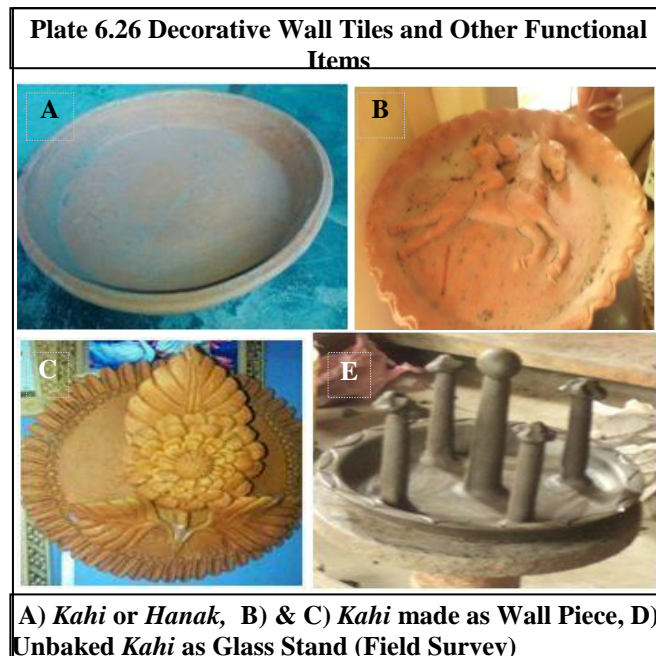 Plate 6.26 Decorative Wall Tiles and Other Functional
Items
A
B
C
E
A) Kahi or Hanak, B) & C) Kahi made as Wall Piece, D)
Unbaked Kahi as Glass Stand (Field Survey)